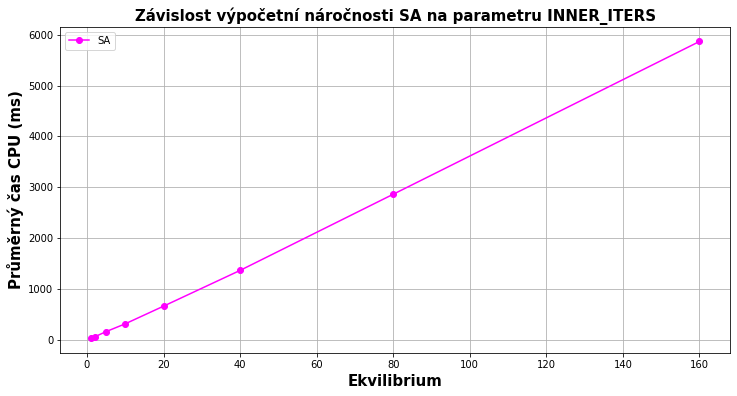 Závislost výpočetní náročnosti SA na parametru INNER_ITERS
SA
Průměrný čas CPU (ms)
6000
5000
4000
3000
2000
1000
0
0 20 40 60 80 100 120 140 160
Ekvilibrium